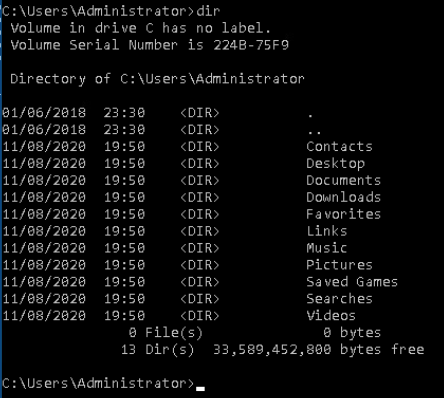 C:\Users\Administrator>dir
 Volume in drive C has no label.
 Volume Serial Number is 224B-75F9

 Directory of C:\Users\Administrator

01/06/2018  23:30    <DIR>          .
01/06/2018  23:30    <DIR>          ..
11/08/2020  19:50    <DIR>          Contacts
11/08/2020  19:50    <DIR>          Desktop
11/08/2020  19:50    <DIR>          Documents
11/08/2020  19:50    <DIR>          Downloads
11/08/2020  19:50    <DIR>          Favorites
11/08/2020  19:50    <DIR>          Links
11/08/2020  19:50    <DIR>          Music
11/08/2020  19:50    <DIR>          Pictures
11/08/2020  19:50    <DIR>          Saved Games
11/08/2020  19:50    <DIR>          Searches
11/08/2020  19:50    <DIR>          Videos
               0 File(s)              0 bytes
              13 Dir(s)  33,589,452,800 bytes free

C:\Users\Administrator>